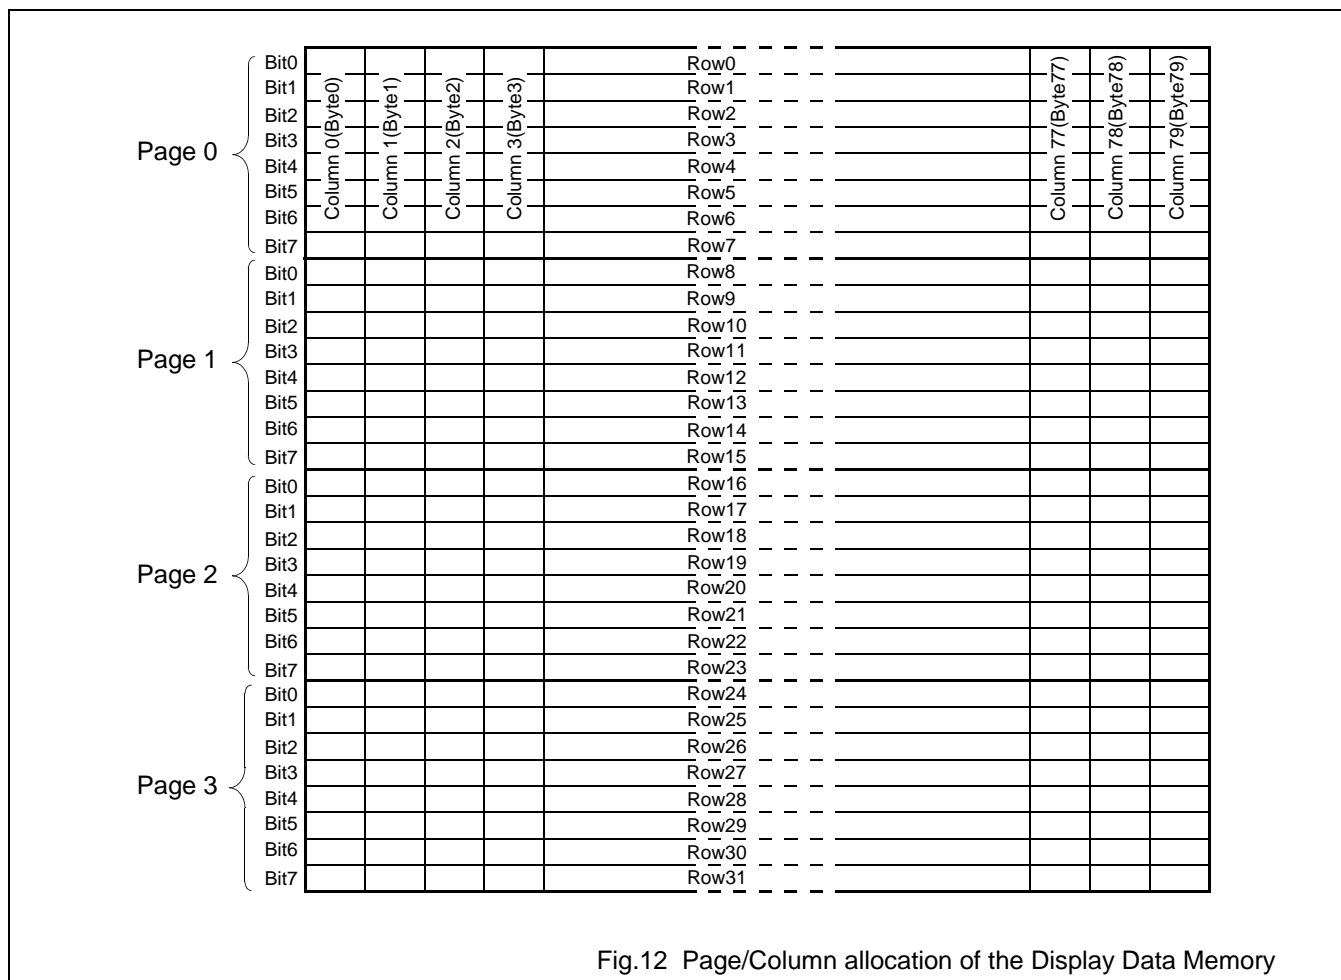 Bit0 Row0
Bit1 Row1
Bit2 Row2
Bit3 Row3
Page 0
Bit4 Row4
Bit5 Row5
Bit6 Row6
Bit7 Row7
Column 0(Byte0)
Column 1(Byte1)
Column 2(Byte2)
Column 3(Byte3)
Column 77(Byte77)
Column 78(Byte78)
Column 79(Byte79)
Bit0 Row8
Bit1 Row9
Bit2 Row10
Bit3 Row11
Page 1
Bit4 Row12
Bit5 Row13
Bit6 Row14
Bit7 Row15
Bit0 Row16
Bit1 Row17
Bit2 Row18
Bit3 Row19
Page 2
Bit4 Row20
Bit5 Row21
Bit6 Row22
Bit7 Row23
Bit0 Row24
Bit1 Row25
Bit2 Row26
Bit3 Row27
Page 3
Bit4 Row28
Bit5 Row29
Bit6 Row30
Bit7 Row31
Fig.12 Page/Column allocation of the Display Data Memory